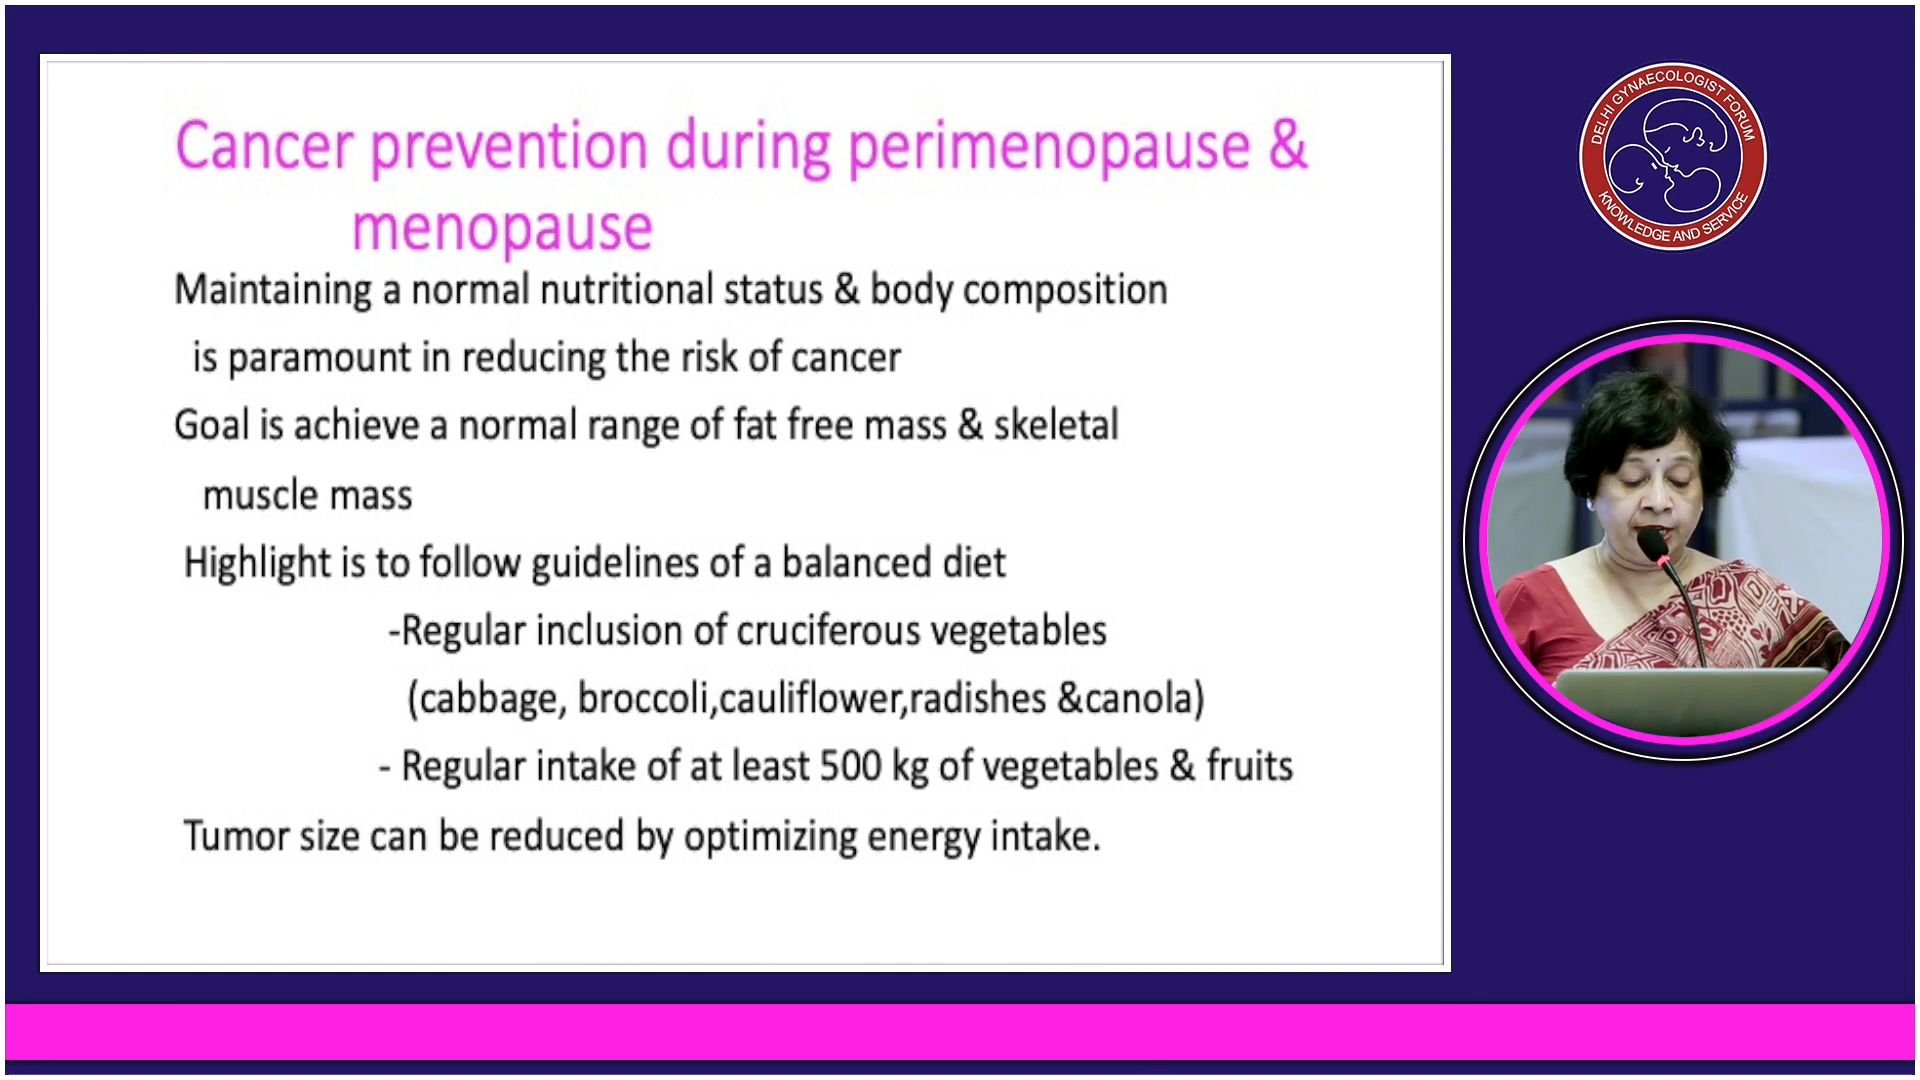 Cancer prevention during perimenopause &
menopause
Maintaining a normal nutritional status & body composition
is paramount in reducing the risk of cancer
Goal is achieve a normal range of fat free mass & skeletal
muscle mass
Highlight is to follow guidelines of a balanced diet
-Regular inclusion of cruciferous vegetables
(cabbage, broccoli,cauliflower,radishes &canola)
- Regular intake of at least 500 kg of vegetables & fruits
Tumor size can be reduced by optimizing energy intake.
DELHI GYNAECOLOGIST FORUM
KNOWLEDGE AND SERVICE